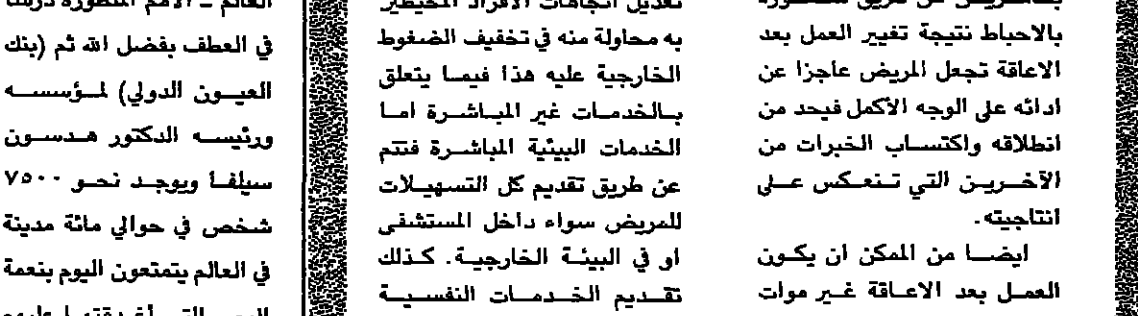 بالاحباط نتيجة تغيير العمل بعد
الاعاقة تجعل المريض عاجزا عن
ادائه على الوجه الأكمل فيحد من
انطلاقه واكتساب الخبرات من
الآخرين التي تنعكس على
انتاجيته.
ايضا من الممكن ان يكون
العمل بعد الاعاقة غير موات
تعديل اتجاهات الأفراد المحيطين
به محاولة منه في تخفيف الضغوط
الخارجية عليه هذا فيما يتعلق
بالخدمات غير المباشرة اما
الخدمات البيئية المباشرة فتتم
عن طريق تقديم كل التسهيلات
للمريض سواء داخل المستشفى
او في البيئة الخارجية. كذلك
تقديم الخدمات النفسية
العالم ـ الأمم المتطورة درسا
في العطف بفضل الله ثم (بنك
العيون الدولي) لمؤسسه
ورئيسه الدكتور هدسون
سيلفا ويوجد نحو ٧٥٠٠
شخص في حوالي مائة مدينة
في العالم يتمتعون اليوم بنعمة